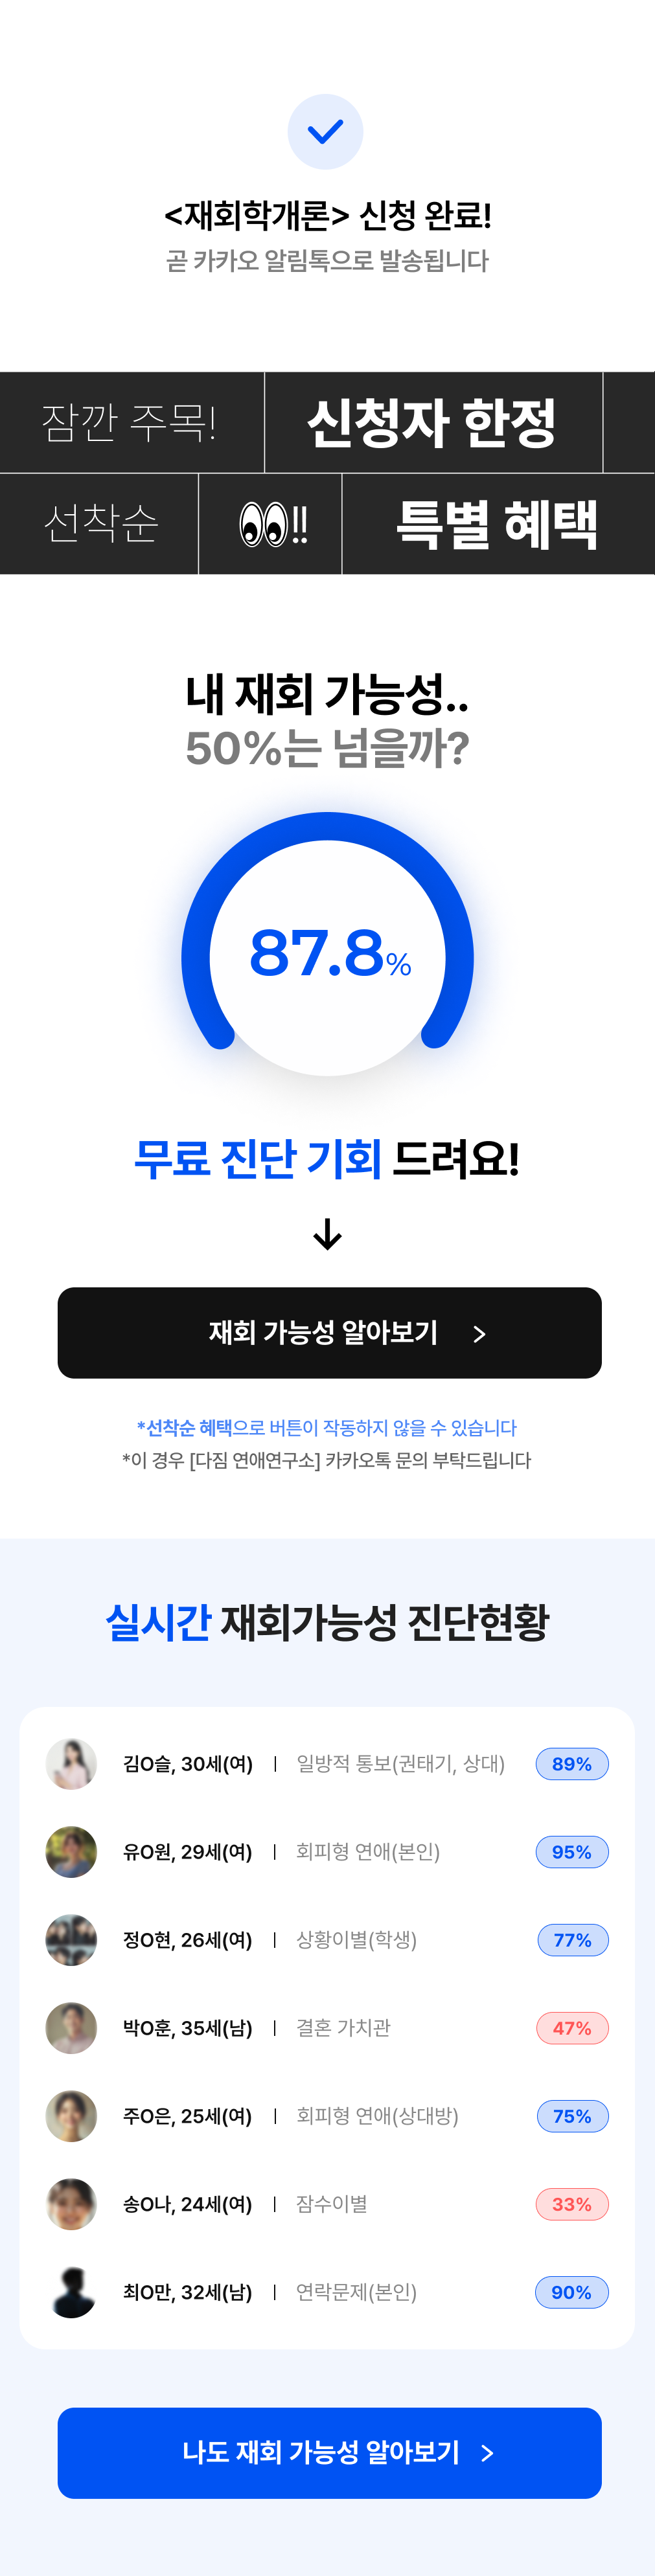 <재회학개론> 신청 완료!
곧 카카오 알림톡으로 발송됩니다
잠깐 주목!
신청자 한정
선착순
👀!!
특별 혜택
내 재회 가능성..
50%는 넘을까?
87.8%
무료 진단 기회 드려요!
↓
재회 가능성 알아보기 >
*선착순 혜택으로 버튼이 작동하지 않을 수 있습니다
*이 경우 [다짐 연애연구소] 카카오톡 문의 부탁드립니다
실시간 재회가능성 진단현황
김O슬, 30세(여) | 일방적 통보(권태기, 상대) 89%
유O원, 29세(여) | 회피형 연애(본인) 95%
정O현, 26세(여) | 상황이별(학생) 77%
박O훈, 35세(남) | 결혼 가치관 47%
주O은, 25세(여) | 회피형 연애(상대방) 75%
송O나, 24세(여) | 잠수이별 33%
최O만, 32세(남) | 연락문제(본인) 90%
나도 재회 가능성 알아보기 >